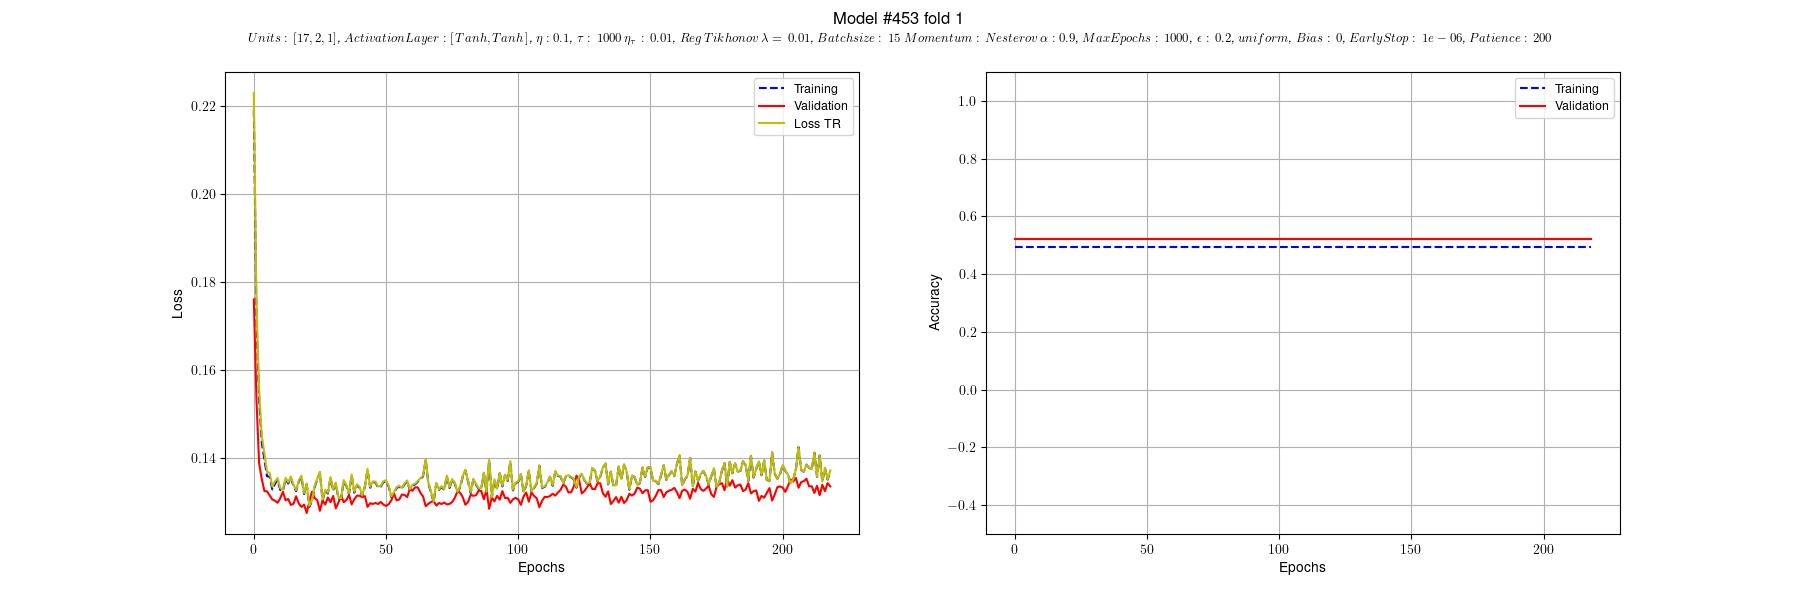 Model #453 fold 1
Units : [17, 2, 1], ActivationLayer : [Tanh, Tanh], η : 0.1, τ : 1000 ητ : 0.01, Reg Tikhonov λ = 0.01, Batchsize : 15 Momentum : Nesterov α : 0.9, MaxEpochs : 1000, ϵ : 0.2, uniform, Bias : 0, EarlyStop : 1e − 06, Patience : 200
Training
Validation
Loss TR
0.22
0.20
0.18
0.16
0.14
Loss
0
50
100
150
200
Epochs
Training
Validation
1.0
0.8
0.6
0.4
0.2
0.0
−0.2
−0.4
Accuracy
0
50
100
150
200
Epochs